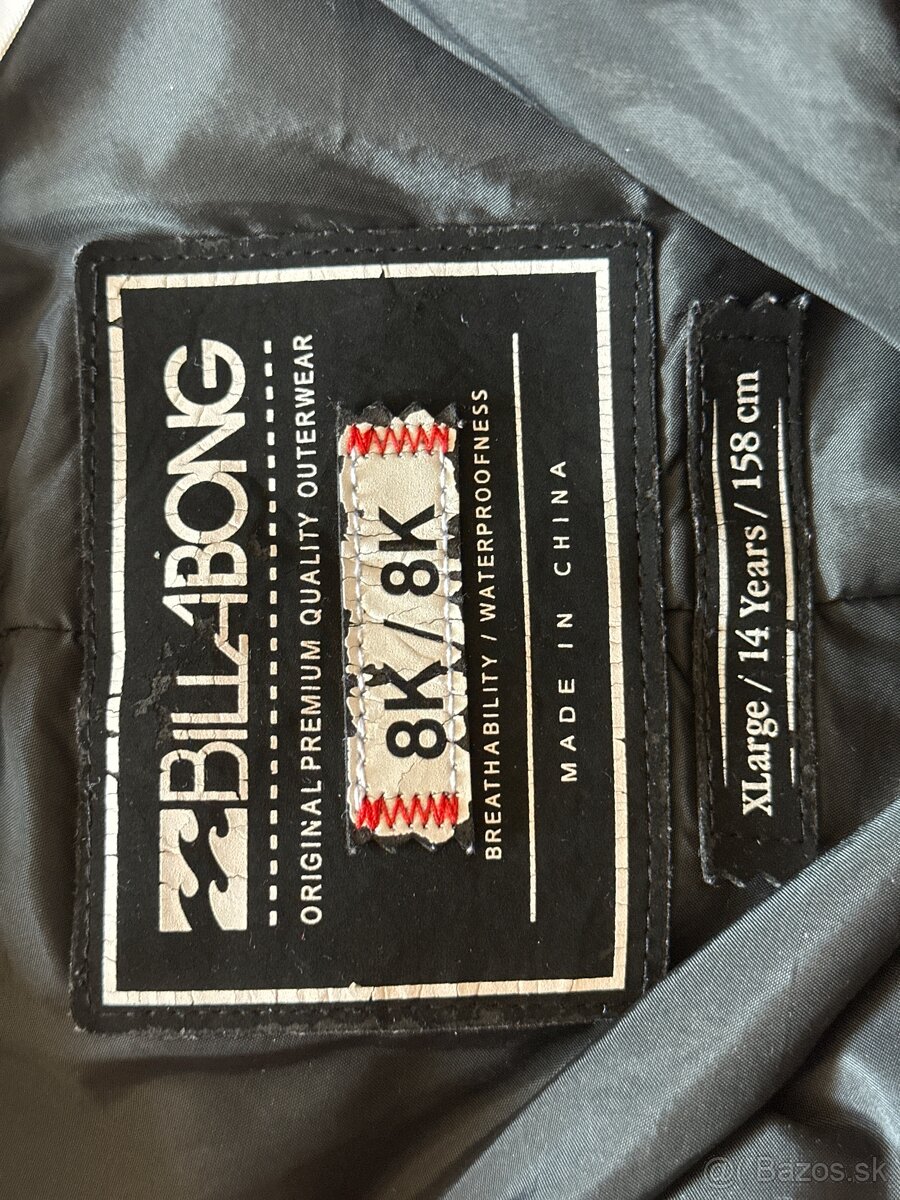 BILLABONG
ORIGINAL PREMIUM QUALITY OUTERWEAR
8K / 8K
BREATHABILITY / WATERPROOFNESS
MADE IN CHINA
XLarge / 14 Years / 158 cm
Bazos.sk